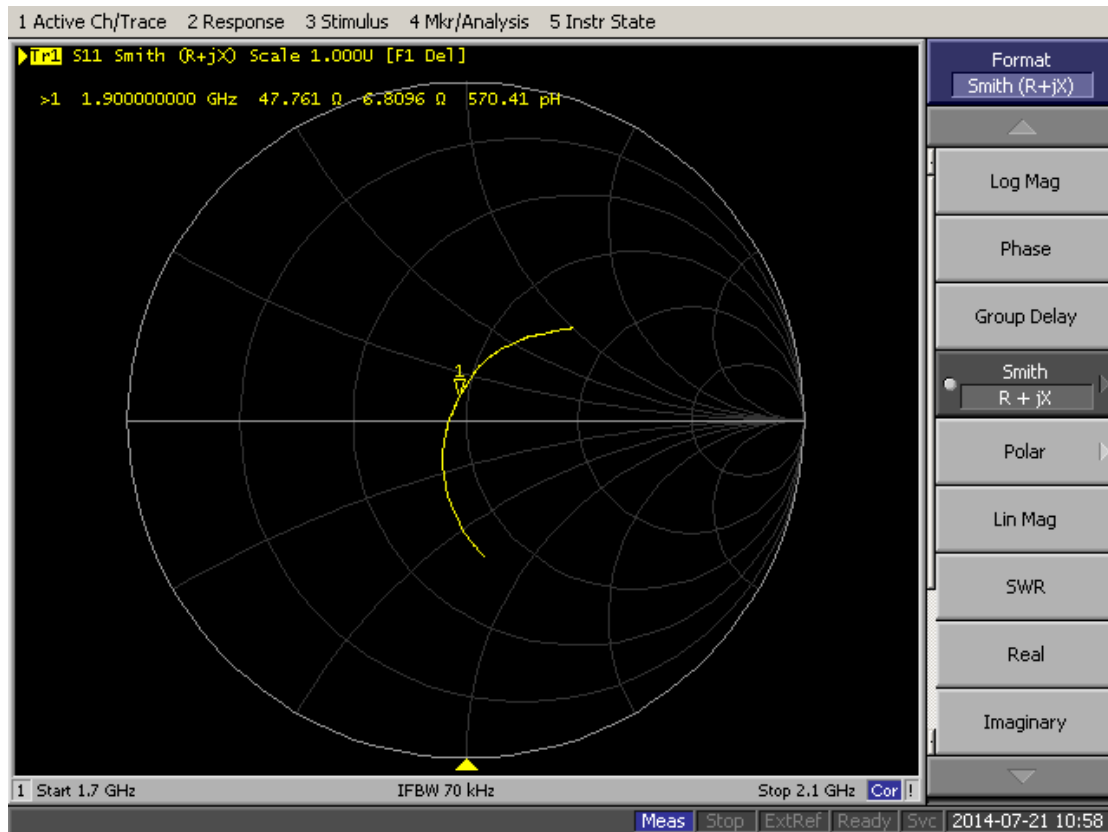 1 Active Ch/Trace 2 Response 3 Stimulus 4 Mkr/Analysis 5 Instr State
Tr1 S11 Smith (R+jX) Scale 1.000U [F1 Del]
>1 1.900000000 GHz 47.761 Ω 6.8096 Ω 570.41 pH
1
Format
Smith (R+jX)
Log Mag
Phase
Group Delay
Smith
R + jX
Polar
Lin Mag
SWR
Real
Imaginary
1 Start 1.7 GHz IFBW 70 kHz Stop 2.1 GHz Cor !
Meas Stop ExtRef Ready Svc 2014-07-21 10:58